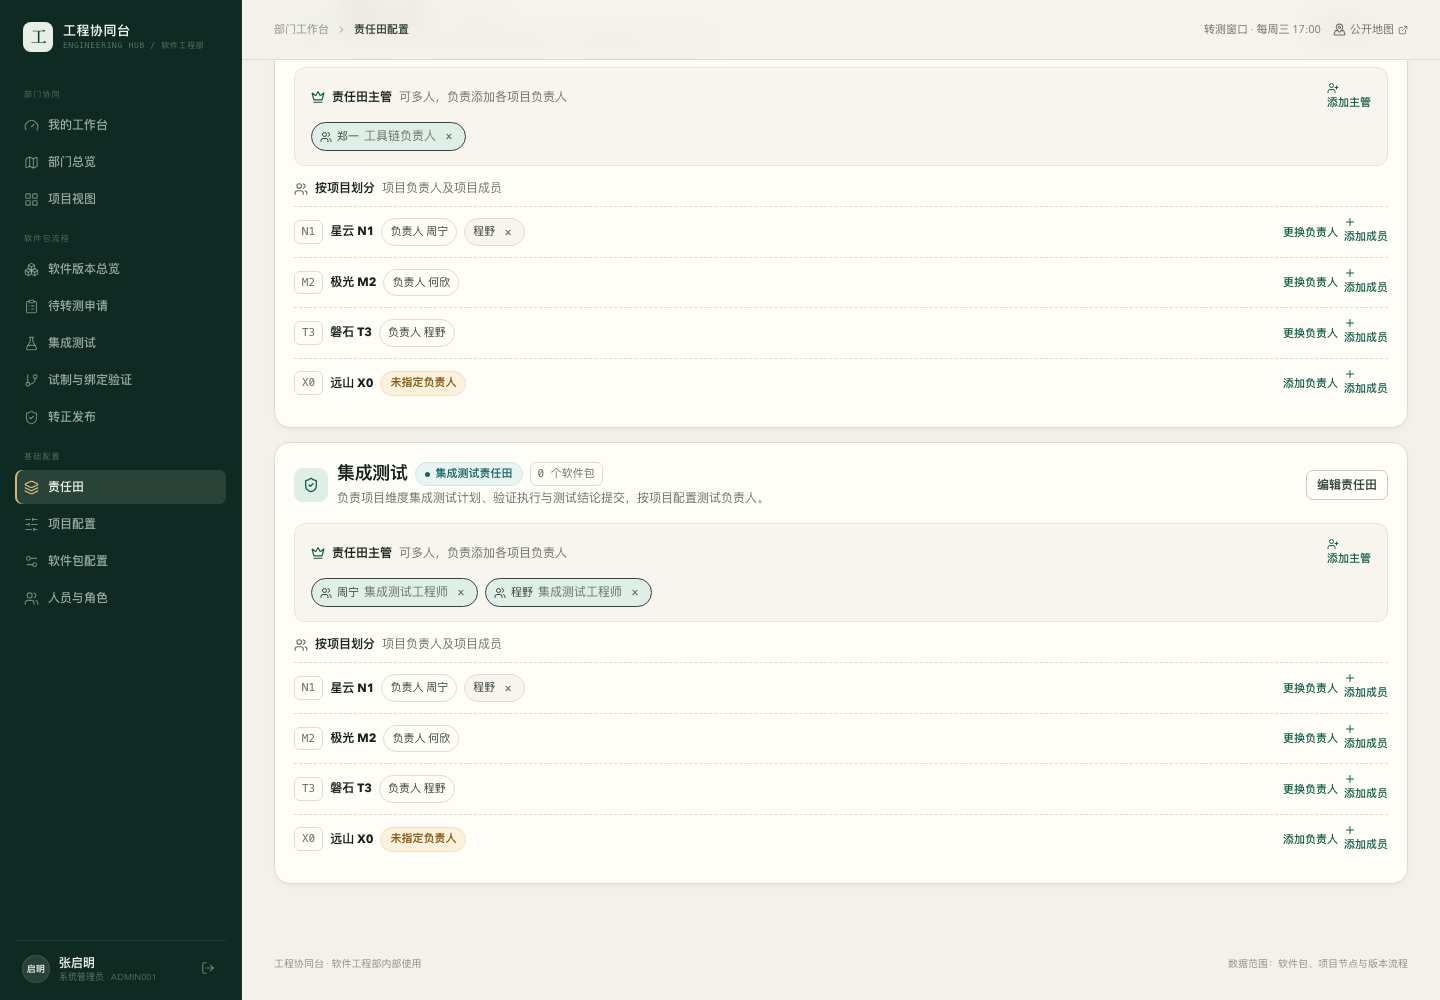 工
工程协同台
ENGINEERING HUB / 软件工程部
部门协同
我的工作台
部门总览
项目视图
软件包流程
软件版本总览
待转测申请
集成测试
试制与绑定验证
转正发布
基础配置
责任田
项目配置
软件包配置
人员与角色
启明
张启明
系统管理员 · ADMIN001
部门工作台 > 责任田配置
转测窗口 · 每周三 17:00 公开地图
责任田主管 可多人，负责添加各项目负责人
添加主管
郑一 工具链负责人 ×
按项目划分 项目负责人及项目成员
N1 星云 N1 负责人 周宁 程野 × 更换负责人 + 添加成员
M2 极光 M2 负责人 何欣 更换负责人 + 添加成员
T3 磐石 T3 负责人 程野 更换负责人 + 添加成员
X0 远山 X0 未指定负责人 添加负责人 + 添加成员
集成测试 集成测试责任田 0 个软件包
负责项目维度集成测试计划、验证执行与测试结论提交，按项目配置测试负责人。
编辑责任田
责任田主管 可多人，负责添加各项目负责人
添加主管
周宁 集成测试工程师 × 程野 集成测试工程师 ×
按项目划分 项目负责人及项目成员
N1 星云 N1 负责人 周宁 程野 × 更换负责人 + 添加成员
M2 极光 M2 负责人 何欣 更换负责人 + 添加成员
T3 磐石 T3 负责人 程野 更换负责人 + 添加成员
X0 远山 X0 未指定负责人 添加负责人 + 添加成员
工程协同台 · 软件工程部内部使用
数据范围：软件包、项目节点与版本流程